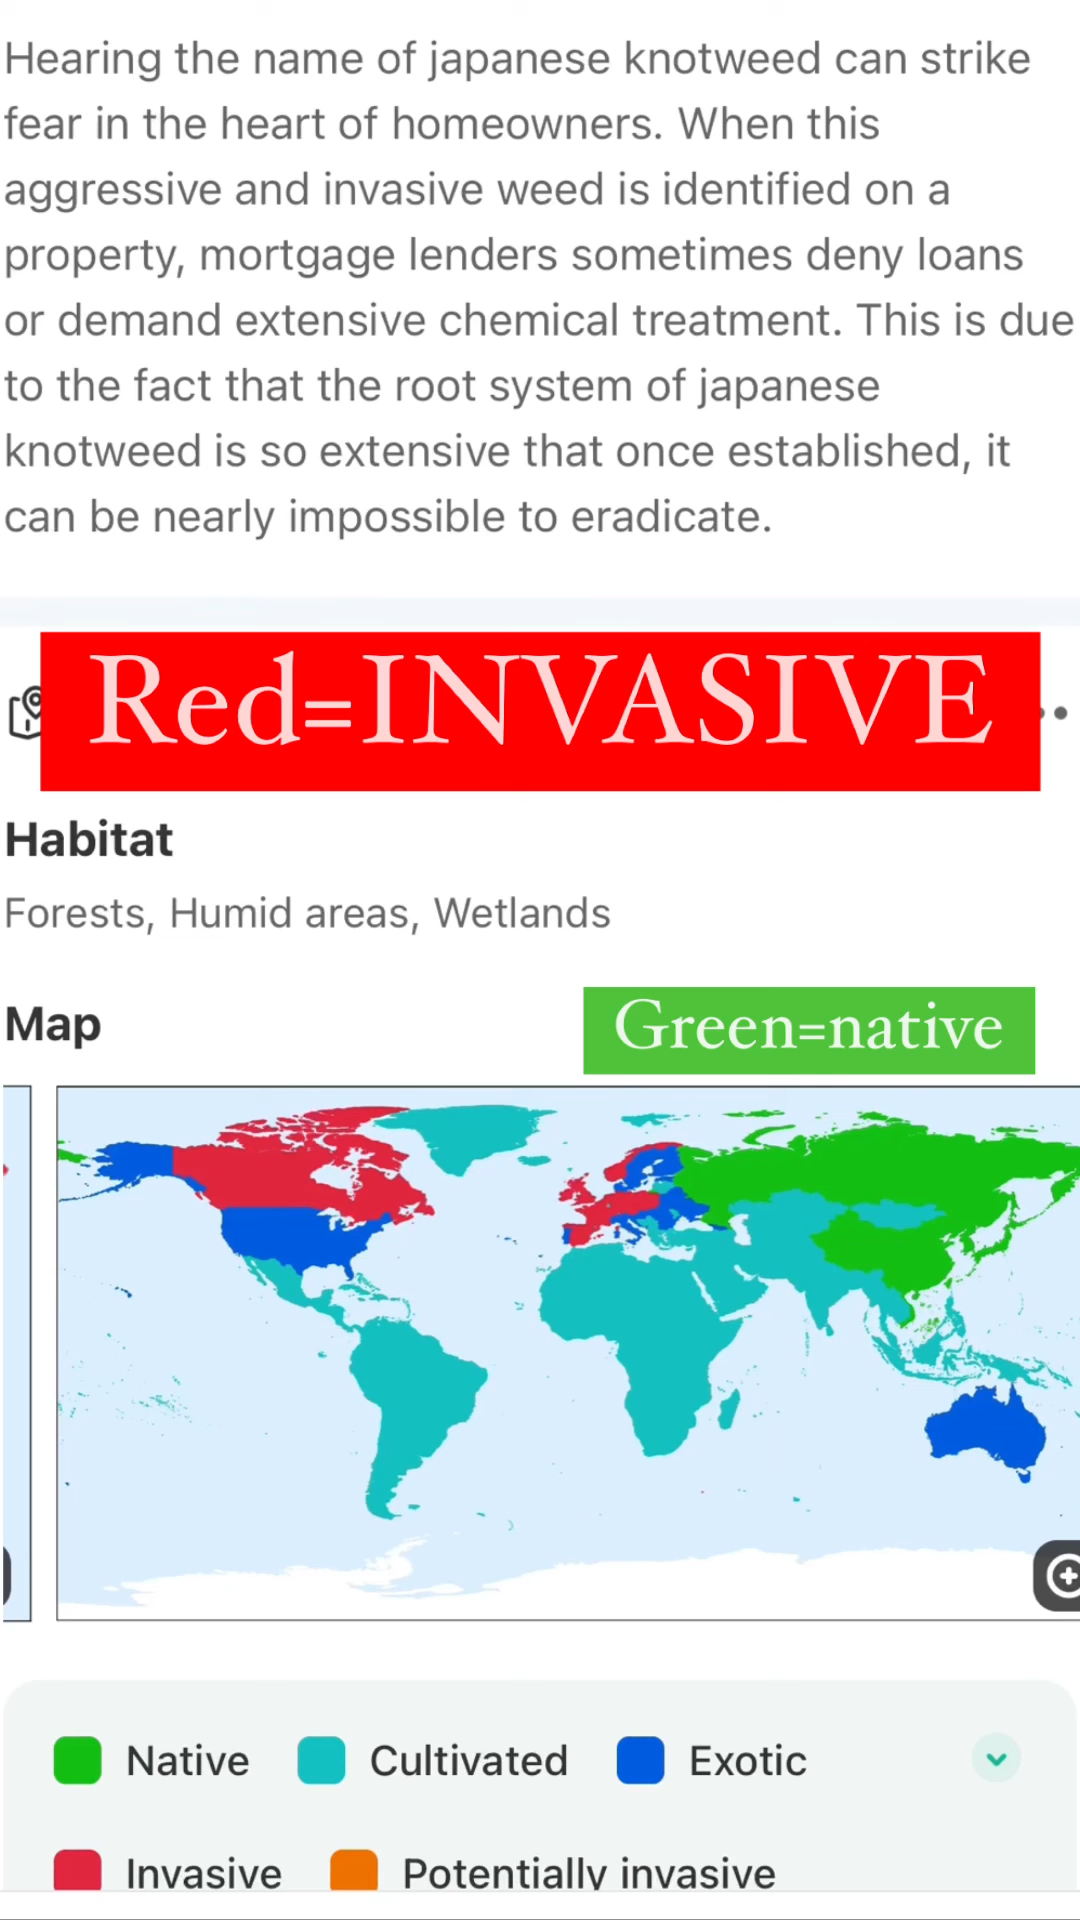 Hearing the name of japanese knotweed can strike
fear in the heart of homeowners. When this
aggressive and invasive weed is identified on a
property, mortgage lenders sometimes deny loans
or demand extensive chemical treatment. This is due
to the fact that the root system of japanese
knotweed is so extensive that once established, it
can be nearly impossible to eradicate.
Red=INVASIVE
Habitat
Forests, Humid areas, Wetlands
Map
Green=native
Native
Cultivated
Exotic
Invasive
Potentially invasive